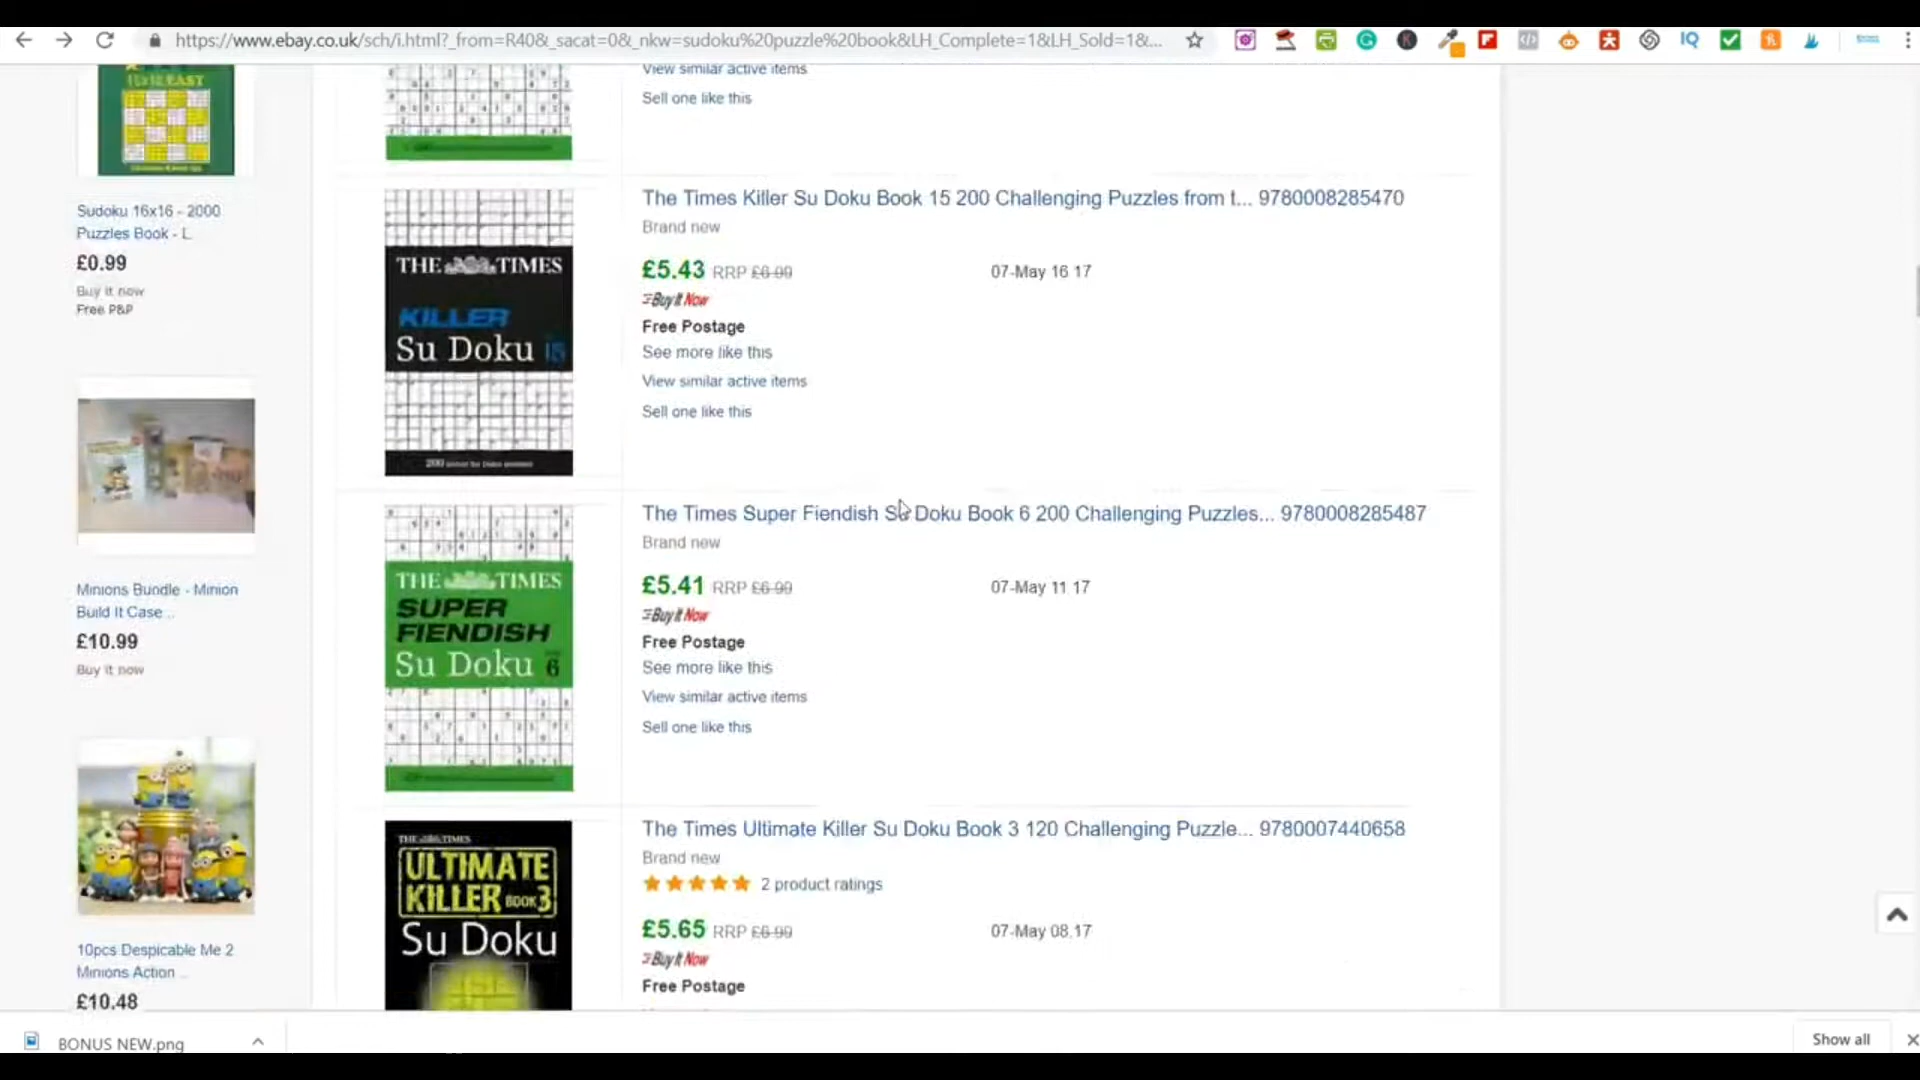 https://www.ebay.co.uk/sch/i.html?_from=R40&_sacat=0&_nkw=sudoku%20puzzle%20book&LH_Complete=1&LH_Sold=1&...
16x16 EASY
Sudoku 16x16 - 2000
Puzzles Book - L
£0.99
Buy it now
Free P&P
Minions Bundle - Minion
Build It Case ...
£10.99
Buy it now
10pcs Despicable Me 2
Minions Action ...
£10.48
View similar active items
Sell one like this
THE TIMES
KILLER
Su Doku 15
The Times Killer Su Doku Book 15 200 Challenging Puzzles from t... 9780008285470
Brand new
£5.43 RRP £6.99
07-May 16 17
Buy It Now
Free Postage
See more like this
View similar active items
Sell one like this
THE TIMES
SUPER
FIENDISH
Su Doku 6
The Times Super Fiendish Su Doku Book 6 200 Challenging Puzzles... 9780008285487
Brand new
£5.41 RRP £6.99
07-May 11 17
Buy It Now
Free Postage
See more like this
View similar active items
Sell one like this
THE TIMES
ULTIMATE
KILLER BOOK 3
Su Doku
The Times Ultimate Killer Su Doku Book 3 120 Challenging Puzzle... 9780007440658
Brand new
2 product ratings
£5.65 RRP £6.99
07-May 08.17
Buy It Now
Free Postage
BONUS NEW.png
Show all